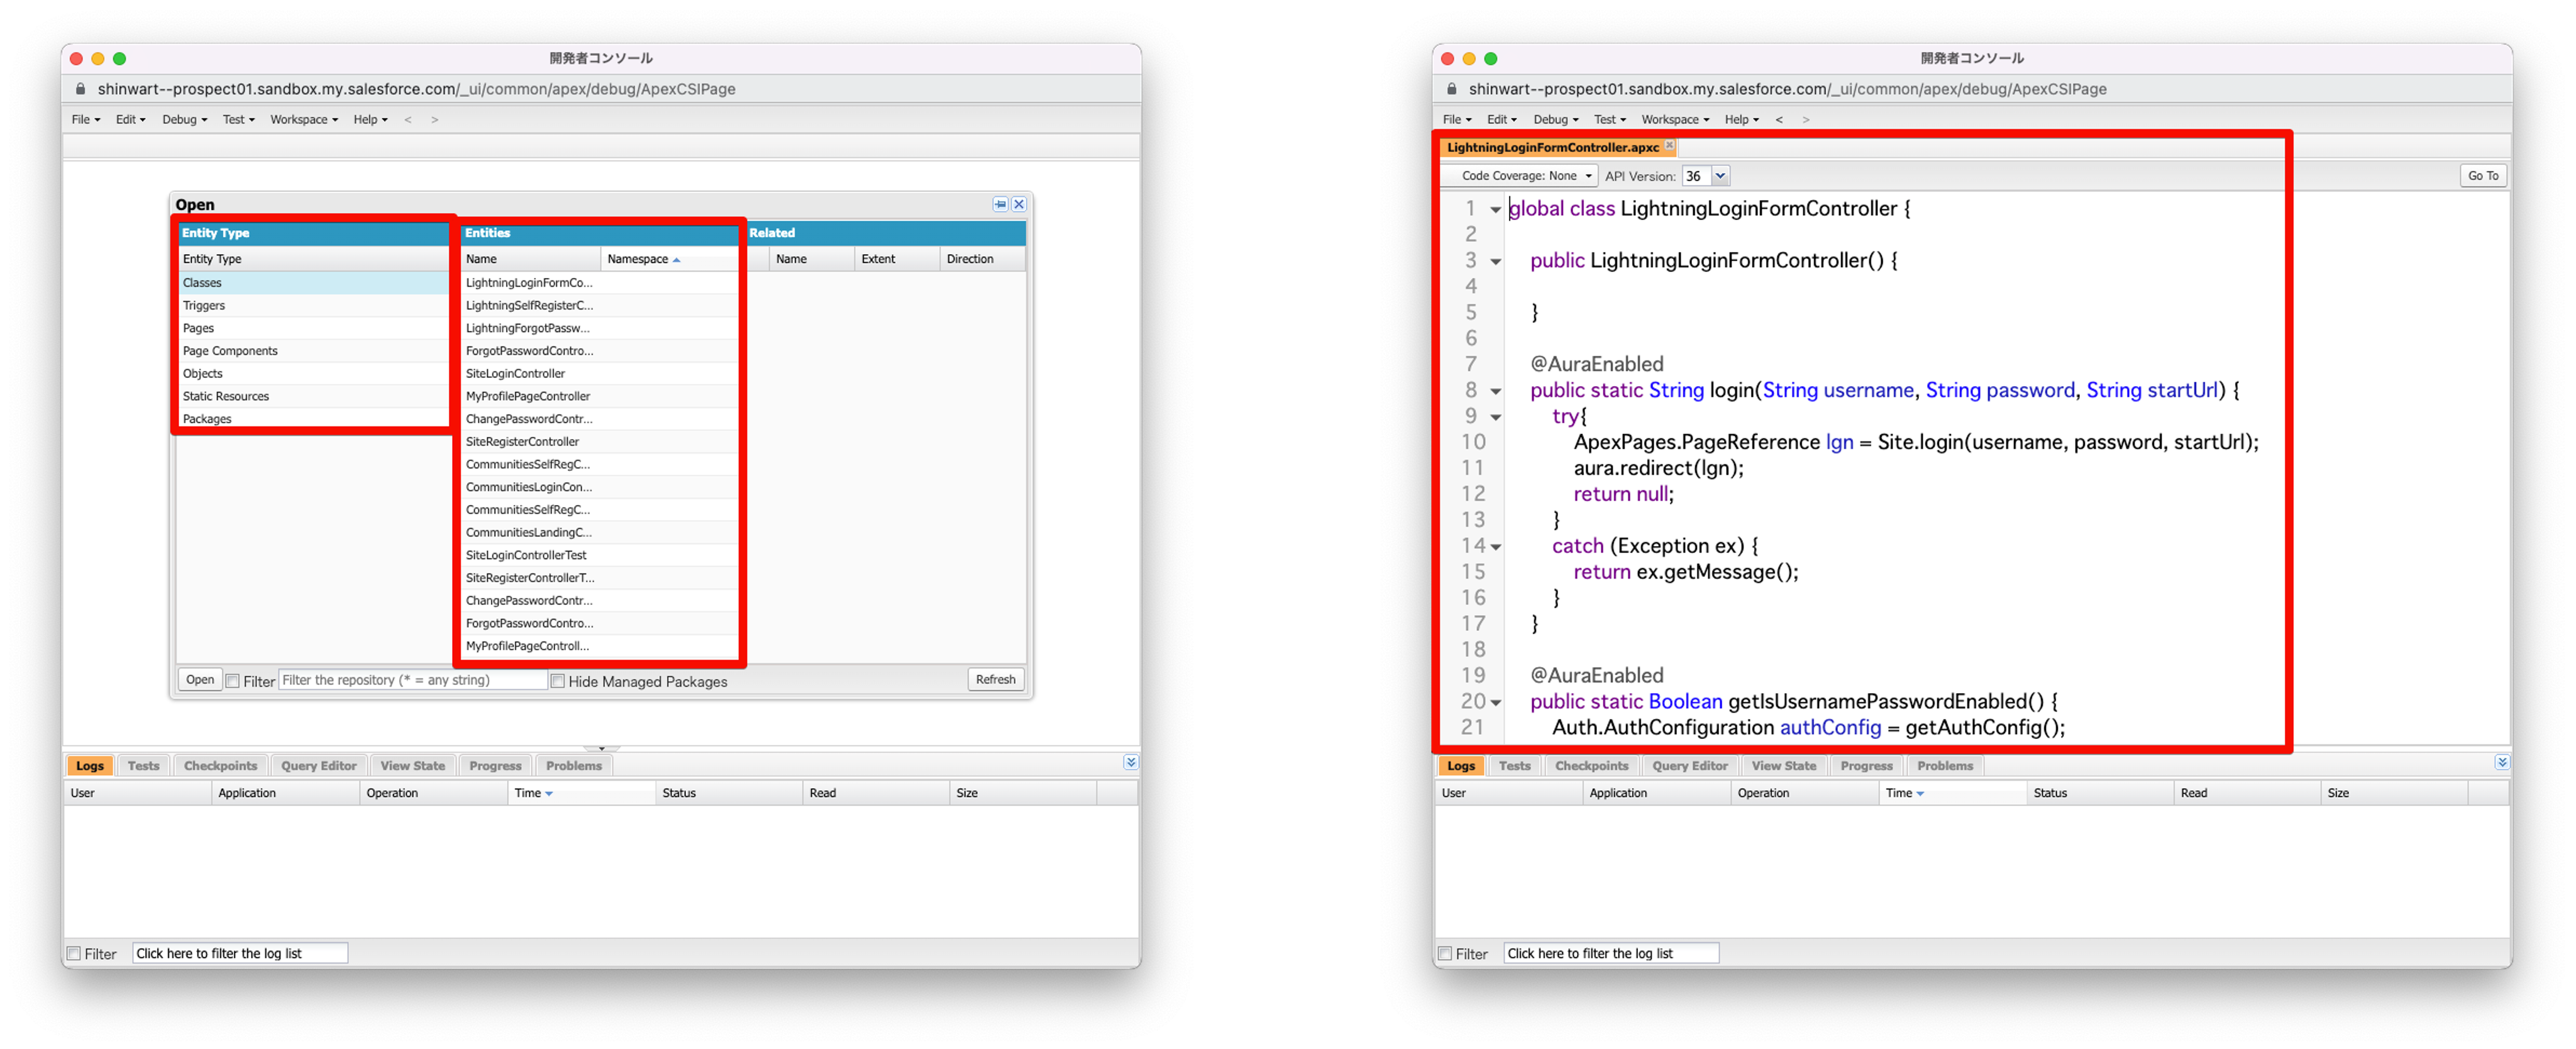 開発者コンソール
shinwart--prospect01.sandbox.my.salesforce.com/_ui/common/apex/debug/ApexCSIPage
File Edit Debug Test Workspace Help < >
Open
Entity Type Entities Related
Entity Type Name Namespace Name Extent Direction
Classes LightningLoginFormCo...
Triggers LightningSelfRegisterC...
Pages LightningForgotPassw...
Page Components ForgotPasswordContro...
Objects SiteLoginController
Static Resources MyProfilePageController
Packages ChangePasswordContr...
SiteRegisterController
CommunitiesSelfRegC...
CommunitiesLoginCon...
CommunitiesSelfRegC...
CommunitiesLandingC...
SiteLoginControllerTest
SiteRegisterControllerT...
ChangePasswordContr...
ForgotPasswordContro...
MyProfilePageControll...
Open Filter Filter the repository (* = any string) Hide Managed Packages Refresh
Logs Tests Checkpoints Query Editor View State Progress Problems
User Application Operation Time Status Read Size
Filter Click here to filter the log list
開発者コンソール
shinwart--prospect01.sandbox.my.salesforce.com/_ui/common/apex/debug/ApexCSIPage
File Edit Debug Test Workspace Help < >
LightningLoginFormController.apxc
Code Coverage: None API Version: 36 Go To
1 global class LightningLoginFormController {
2
3 public LightningLoginFormController() {
4
5 }
6
7 @AuraEnabled
8 public static String login(String username, String password, String startUrl) {
9 try{
10 ApexPages.PageReference lgn = Site.login(username, password, startUrl);
11 aura.redirect(lgn);
12 return null;
13 }
14 catch (Exception ex) {
15 return ex.getMessage();
16 }
17 }
18
19 @AuraEnabled
20 public static Boolean getIsUsernamePasswordEnabled() {
21 Auth.AuthConfiguration authConfig = getAuthConfig();
Logs Tests Checkpoints Query Editor View State Progress Problems
User Application Operation Time Status Read Size
Filter Click here to filter the log list